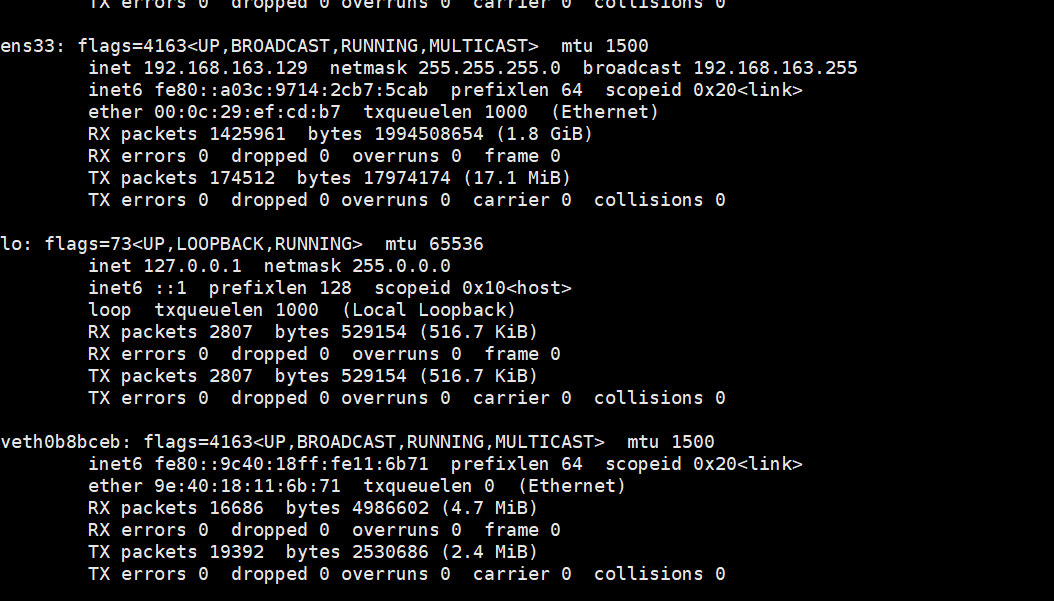 TX errors 0  dropped 0 overruns 0  carrier 0  collisions 0
ens33: flags=4163<UP,BROADCAST,RUNNING,MULTICAST>  mtu 1500
inet 192.168.163.129  netmask 255.255.255.0  broadcast 192.168.163.255
inet6 fe80::a03c:9714:2cb7:5cab  prefixlen 64  scopeid 0x20<link>
ether 00:0c:29:ef:cd:b7  txqueuelen 1000  (Ethernet)
RX packets 1425961  bytes 1994508654 (1.8 GiB)
RX errors 0  dropped 0  overruns 0  frame 0
TX packets 174512  bytes 17974174 (17.1 MiB)
TX errors 0  dropped 0 overruns 0  carrier 0  collisions 0
lo: flags=73<UP,LOOPBACK,RUNNING>  mtu 65536
inet 127.0.0.1  netmask 255.0.0.0
inet6 ::1  prefixlen 128  scopeid 0x10<host>
loop  txqueuelen 1000  (Local Loopback)
RX packets 2807  bytes 529154 (516.7 KiB)
RX errors 0  dropped 0  overruns 0  frame 0
TX packets 2807  bytes 529154 (516.7 KiB)
TX errors 0  dropped 0 overruns 0  carrier 0  collisions 0
veth0b8bceb: flags=4163<UP,BROADCAST,RUNNING,MULTICAST>  mtu 1500
inet6 fe80::9c40:18ff:fe11:6b71  prefixlen 64  scopeid 0x20<link>
ether 9e:40:18:11:6b:71  txqueuelen 0  (Ethernet)
RX packets 16686  bytes 4986602 (4.7 MiB)
RX errors 0  dropped 0  overruns 0  frame 0
TX packets 19392  bytes 2530686 (2.4 MiB)
TX errors 0  dropped 0 overruns 0  carrier 0  collisions 0